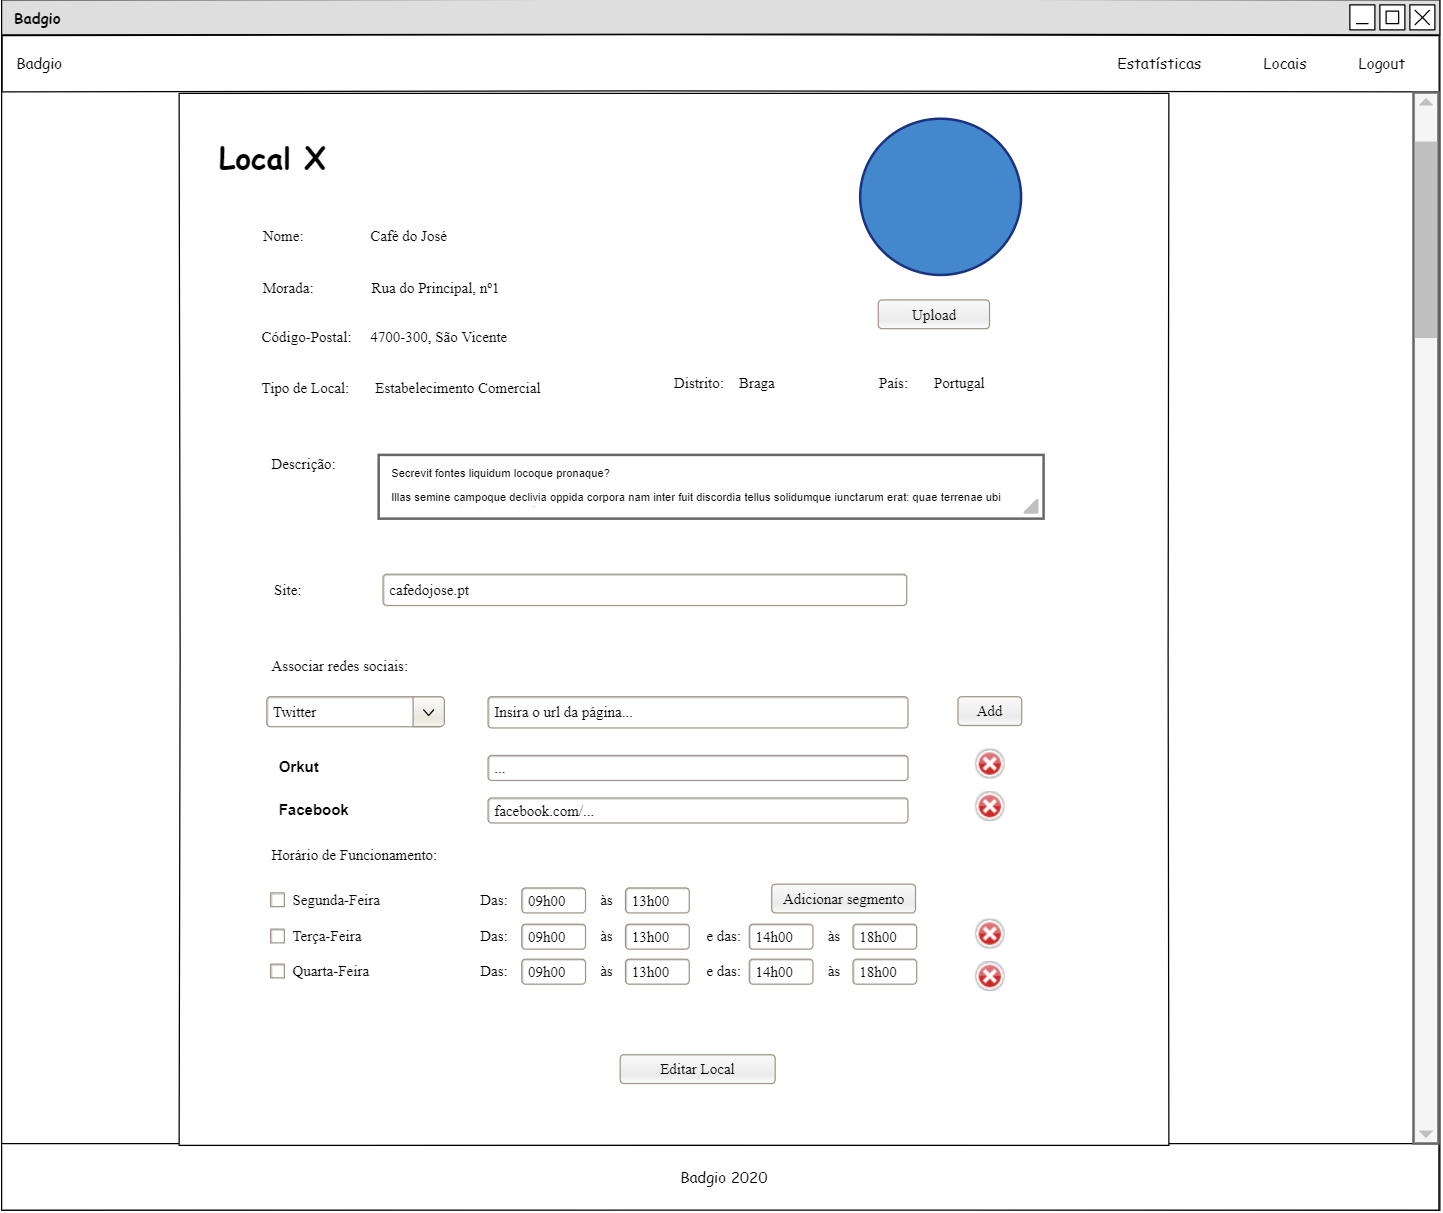 Badgio
Badgio Estatísticas Locais Logout
Local X
Nome: Café do José
Morada: Rua do Principal, nº1
Upload
Código-Postal: 4700-300, São Vicente
Tipo de Local: Estabelecimento Comercial Distrito: Braga País: Portugal
Descrição:
Secrevit fontes liquidum locoque pronaque?
Illas semine campoque declivia oppida corpora nam inter fuit discordia tellus solidumque iunctarum erat: quae terrenae ubi
Site: cafedojose.pt
Associar redes sociais:
Twitter Insira o url da página... Add
Orkut ...
Facebook facebook.com/...
Horário de Funcionamento:
Segunda-Feira Das: 09h00 às 13h00 Adicionar segmento
Terça-Feira Das: 09h00 às 13h00 e das: 14h00 às 18h00
Quarta-Feira Das: 09h00 às 13h00 e das: 14h00 às 18h00
Editar Local
Badgio 2020